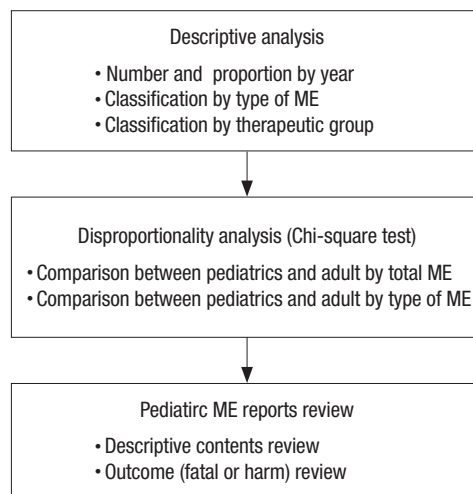 Descriptive analysis
• Number and proportion by year
• Classification by type of ME
• Classification by therapeutic group
Disproportionality analysis (Chi-square test)
• Comparison between pediatrics and adult by total ME
• Comparison between pediatrics and adult by type of ME
Pediatirc ME reports review
• Descriptive contents review
• Outcome (fatal or harm) review